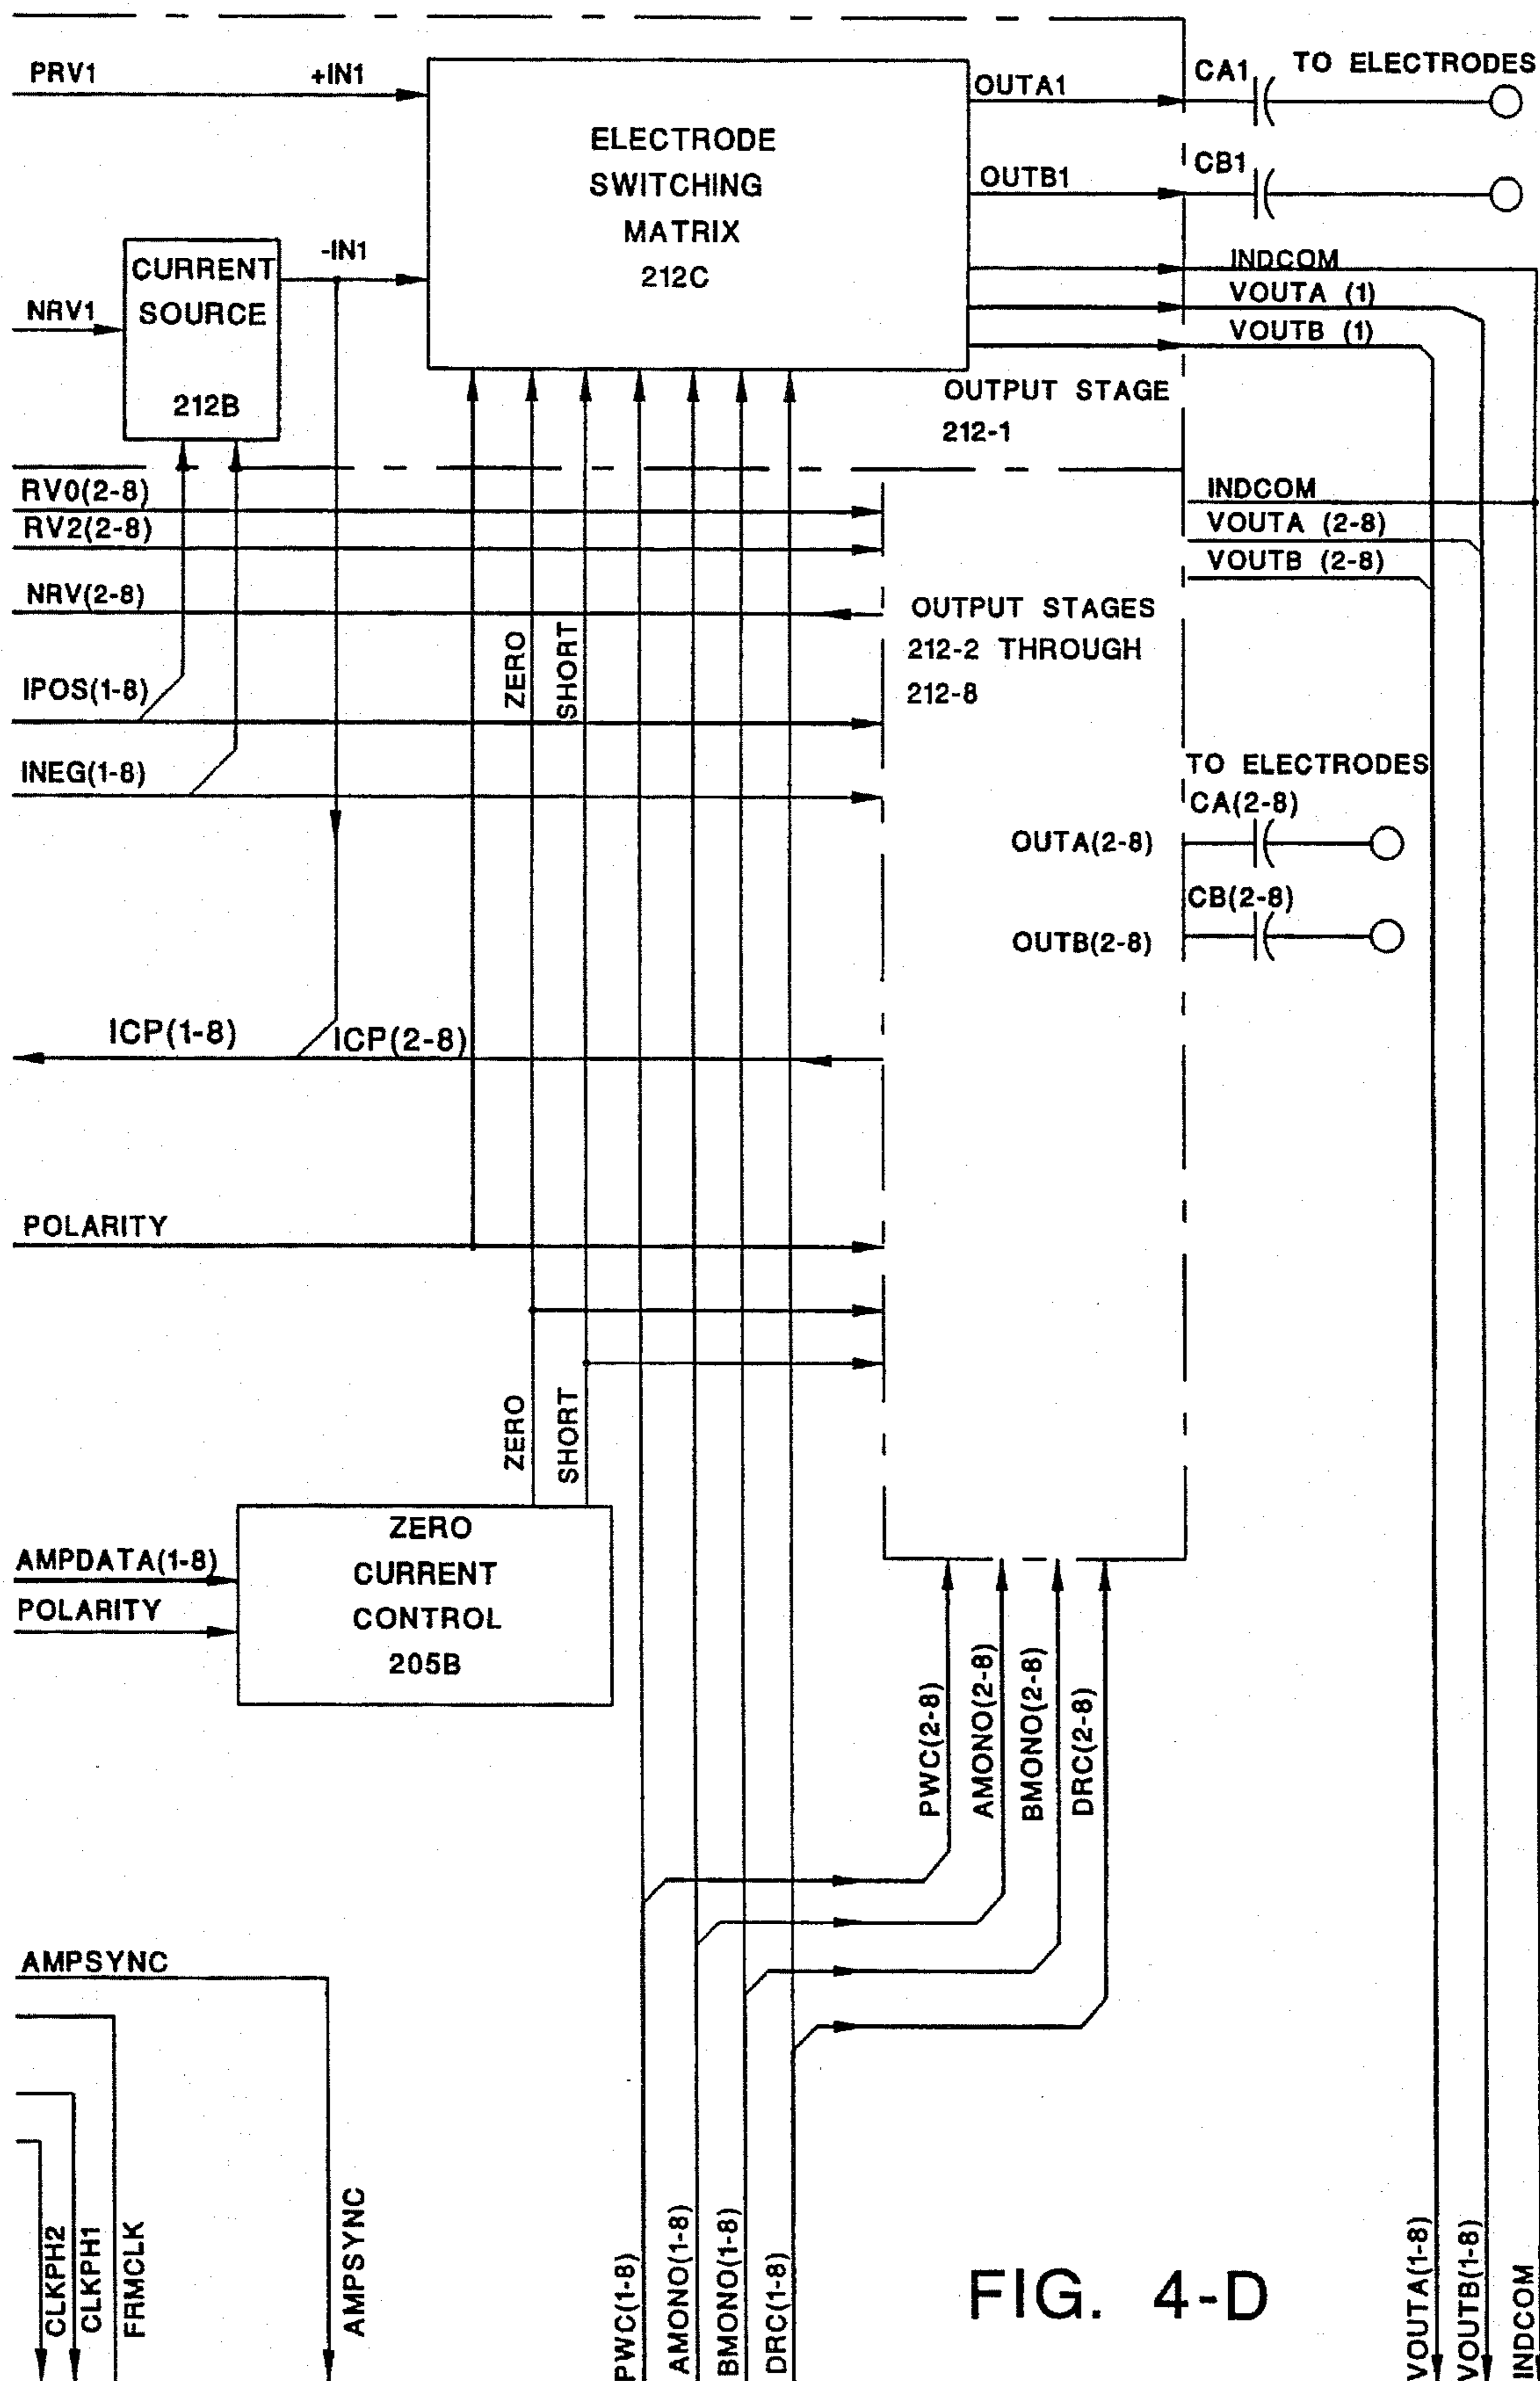 PRV1
+IN1
ELECTRODE
SWITCHING
MATRIX
212C
OUTA1
CA1
TO ELECTRODES
OUTB1
CB1
-IN1
CURRENT
SOURCE
212B
NRV1
INDCOM
VOUTA (1)
VOUTB (1)
OUTPUT STAGE
212-1
RV0(2-8)
RV2(2-8)
NRV(2-8)
IPOS(1-8)
INEG(1-8)
ZERO
SHORT
INDCOM
VOUTA (2-8)
VOUTB (2-8)
OUTPUT STAGES
212-2 THROUGH
212-8
TO ELECTRODES
CA(2-8)
OUTA(2-8)
CB(2-8)
OUTB(2-8)
ICP(1-8)
ICP(2-8)
POLARITY
ZERO
SHORT
ZERO
CURRENT
CONTROL
205B
AMPDATA(1-8)
POLARITY
PWC(2-8)
AMONO(2-8)
BMONO(2-8)
DRC(2-8)
AMPSYNC
CLKPH2
CLKPH1
FRMCLK
AMPSYNC
PWC(1-8)
AMONO(1-8)
BMONO(1-8)
DRC(1-8)
FIG. 4-D
VOUTA(1-8)
VOUTB(1-8)
INDCOM